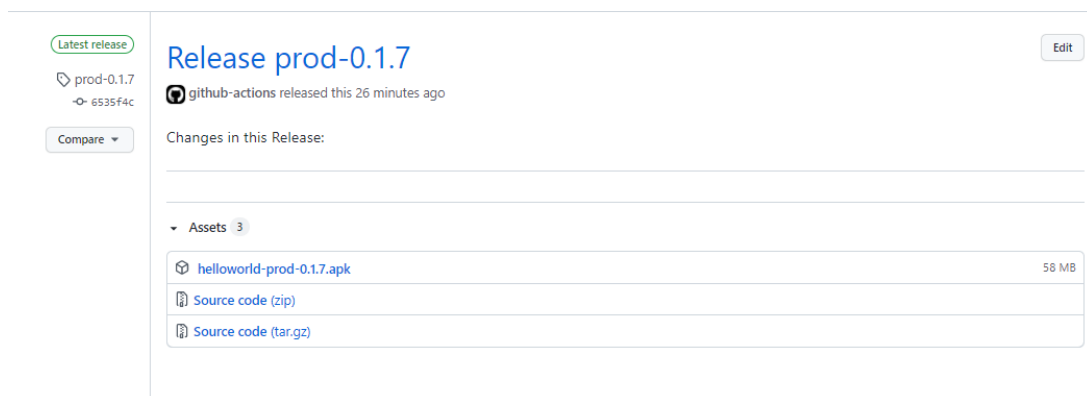 Latest release
prod-0.1.7
6535f4c
Compare
Release prod-0.1.7
Edit
github-actions released this 26 minutes ago
Changes in this Release:
Assets 3
helloworld-prod-0.1.7.apk 58 MB
Source code (zip)
Source code (tar.gz)